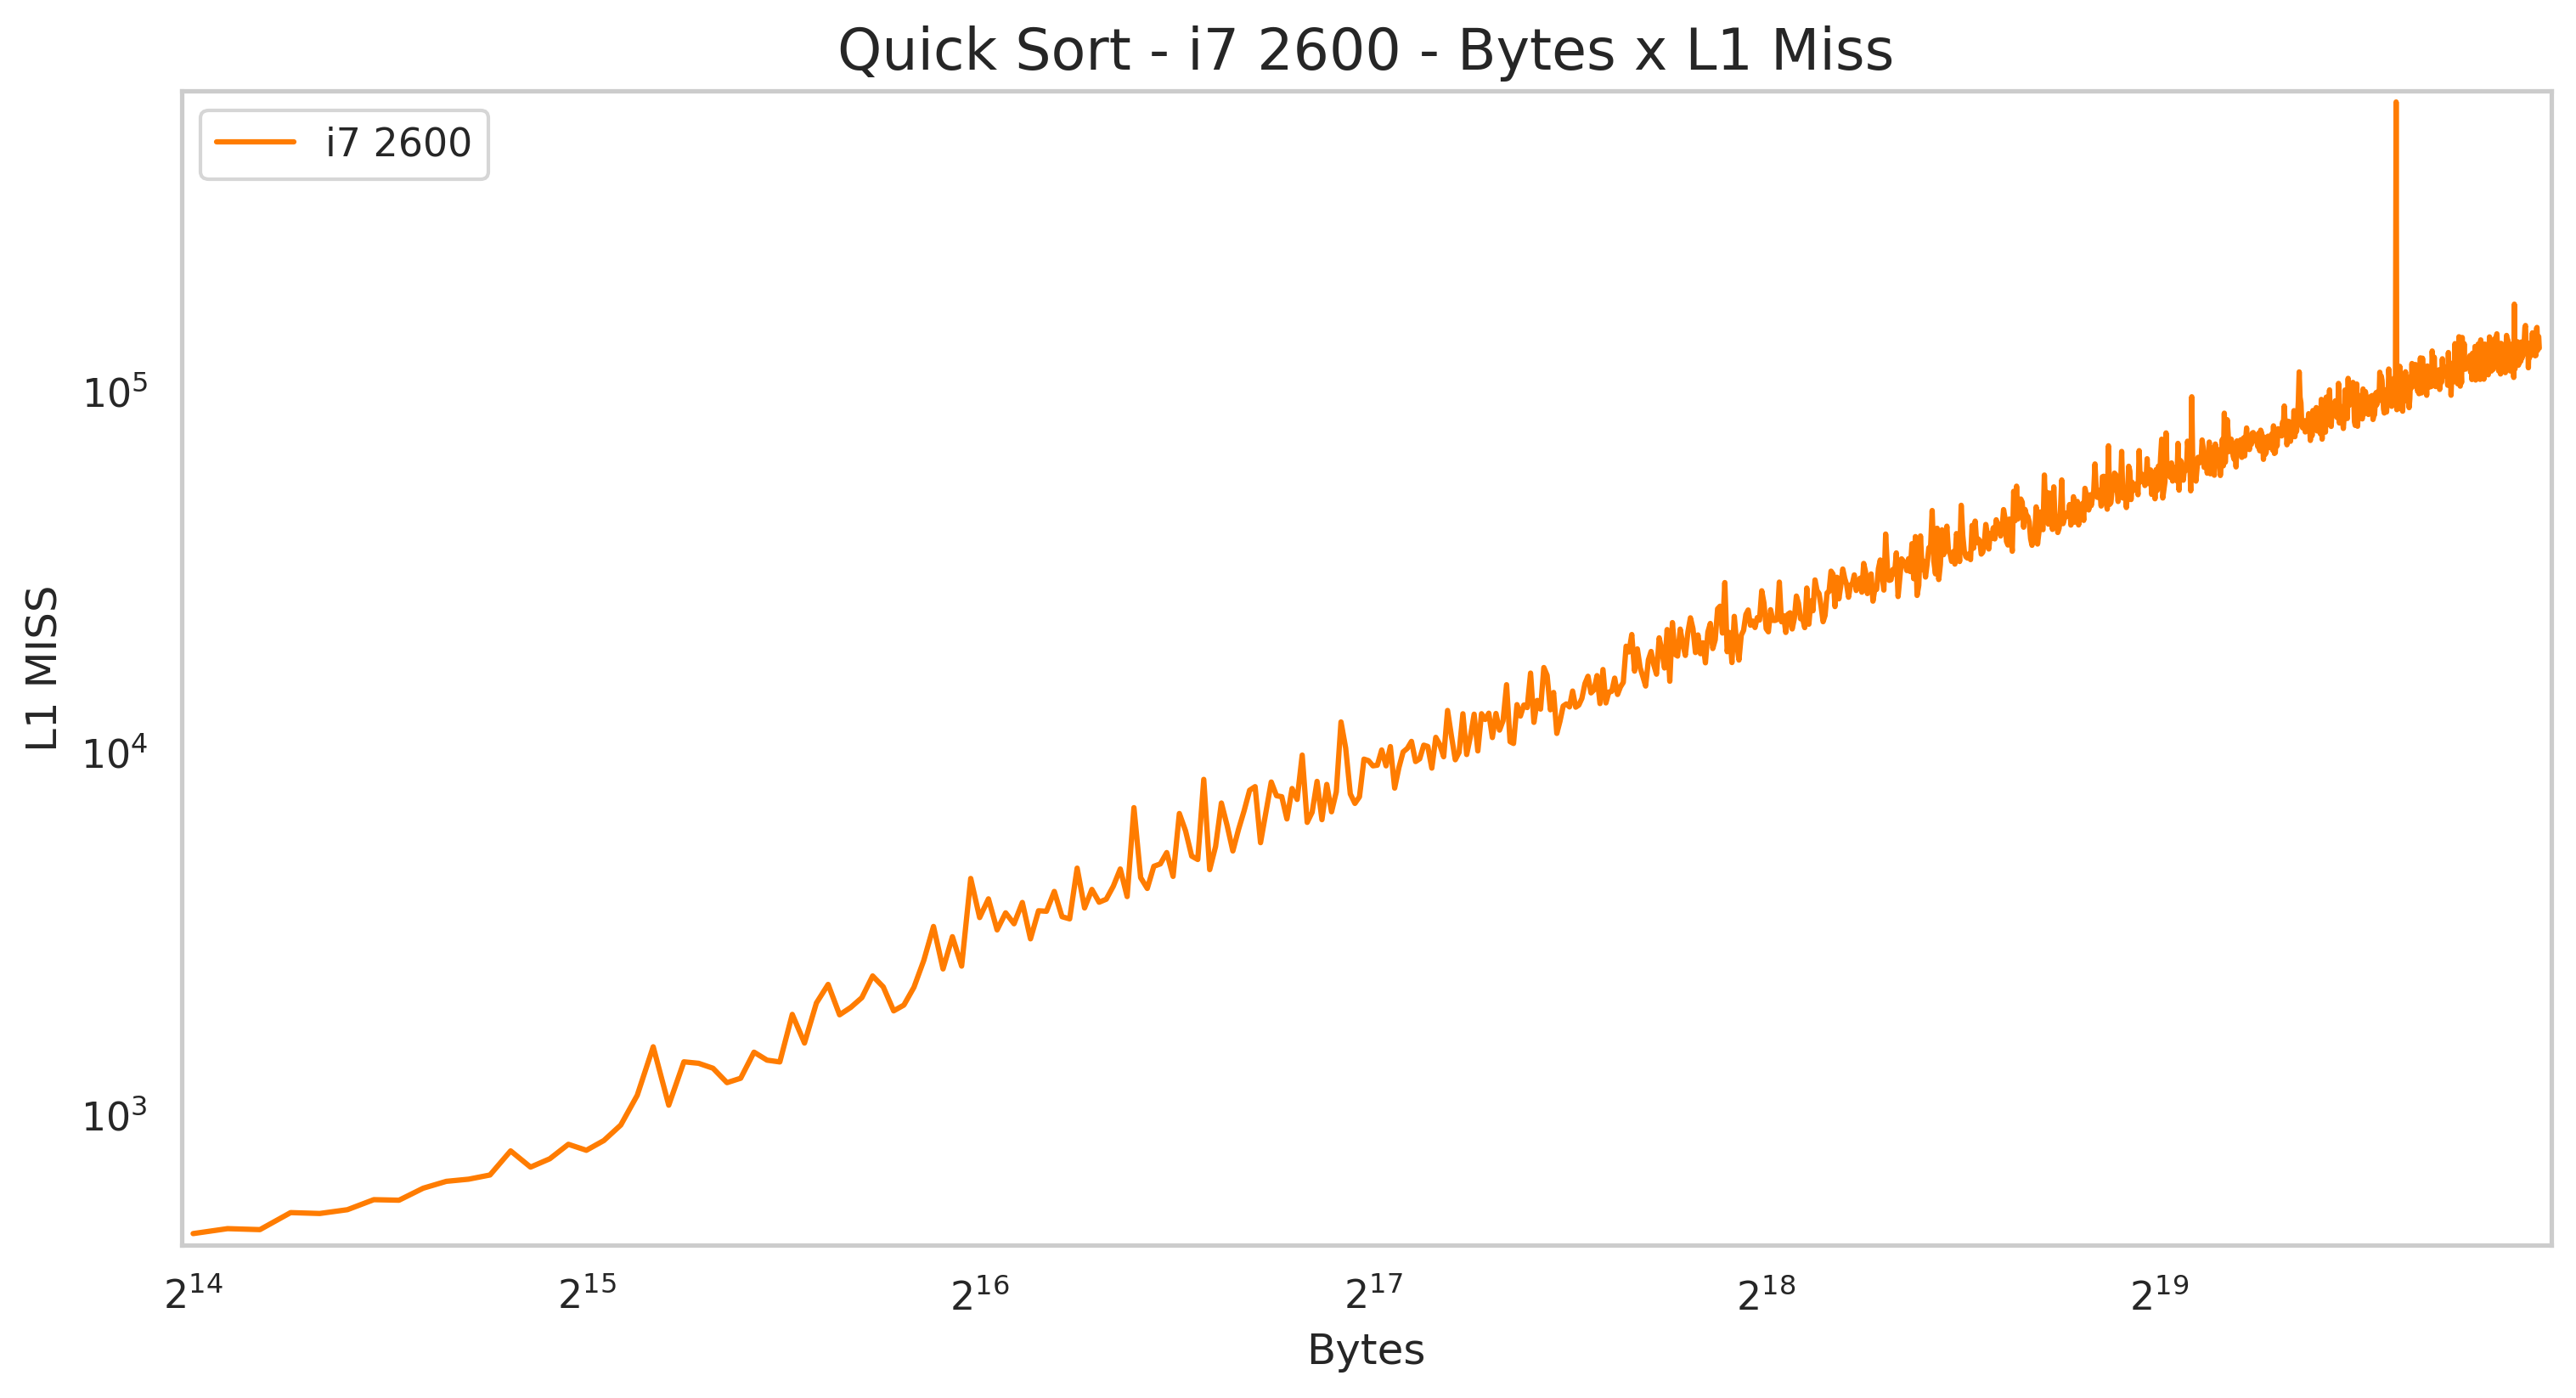 Quick Sort - i7 2600 - Bytes x L1 Miss
i7 2600
10⁵
10⁴
10³
L1 MISS
2¹⁴ 2¹⁵ 2¹⁶ 2¹⁷ 2¹⁸ 2¹⁹
Bytes